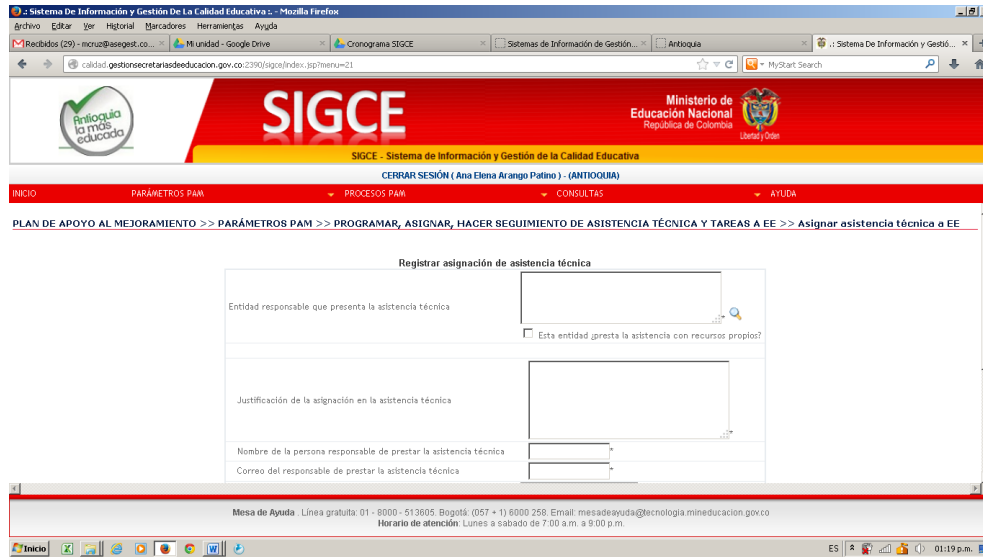 .: Sistema De Información y Gestión De La Calidad Educativa :. - Mozilla Firefox
Archivo Editar Ver Historial Marcadores Herramientas Ayuda
Recibidos (29) - mcruz@asegest.co... × Mi unidad - Google Drive × Cronograma SIGCE × Sistemas de Información de Gestión... × Antioquia × .: Sistema De Información y Gestió... ×
calidad.gestionsecretariasdeeducacion.gov.co:2390/sigce/index.jsp?menu=21 MyStart Search
Antioquia
la más
educada
SIGCE
Ministerio de
Educación Nacional
República de Colombia
Libertad y Orden
SIGCE - Sistema de Información y Gestión de la Calidad Educativa
CERRAR SESIÓN ( Ana Elena Arango Patino ) - (ANTIOQUIA)
INICIO PARÁMETROS PAM PROCESOS PAM CONSULTAS AYUDA
PLAN DE APOYO AL MEJORAMIENTO >> PARÁMETROS PAM >> PROGRAMAR, ASIGNAR, HACER SEGUIMIENTO DE ASISTENCIA TÉCNICA Y TAREAS A EE >> Asignar asistencia técnica a EE
Registrar asignación de asistencia técnica
Entidad responsable que presenta la asistencia técnica *
Esta entidad ¿presta la asistencia con recursos propios?
Justificación de la asignación en la asistencia técnica *
Nombre de la persona responsable de prestar la asistencia técnica *
Correo del responsable de prestar la asistencia técnica *
Mesa de Ayuda . Línea gratuita: 01 - 8000 - 513605. Bogotá: (057 + 1) 6000 258. Email: mesadeayuda@tecnologia.mineducacion.gov.co
Horario de atención: Lunes a sabado de 7:00 a.m. a 9:00 p.m.
Inicio ES 01:19 p.m.